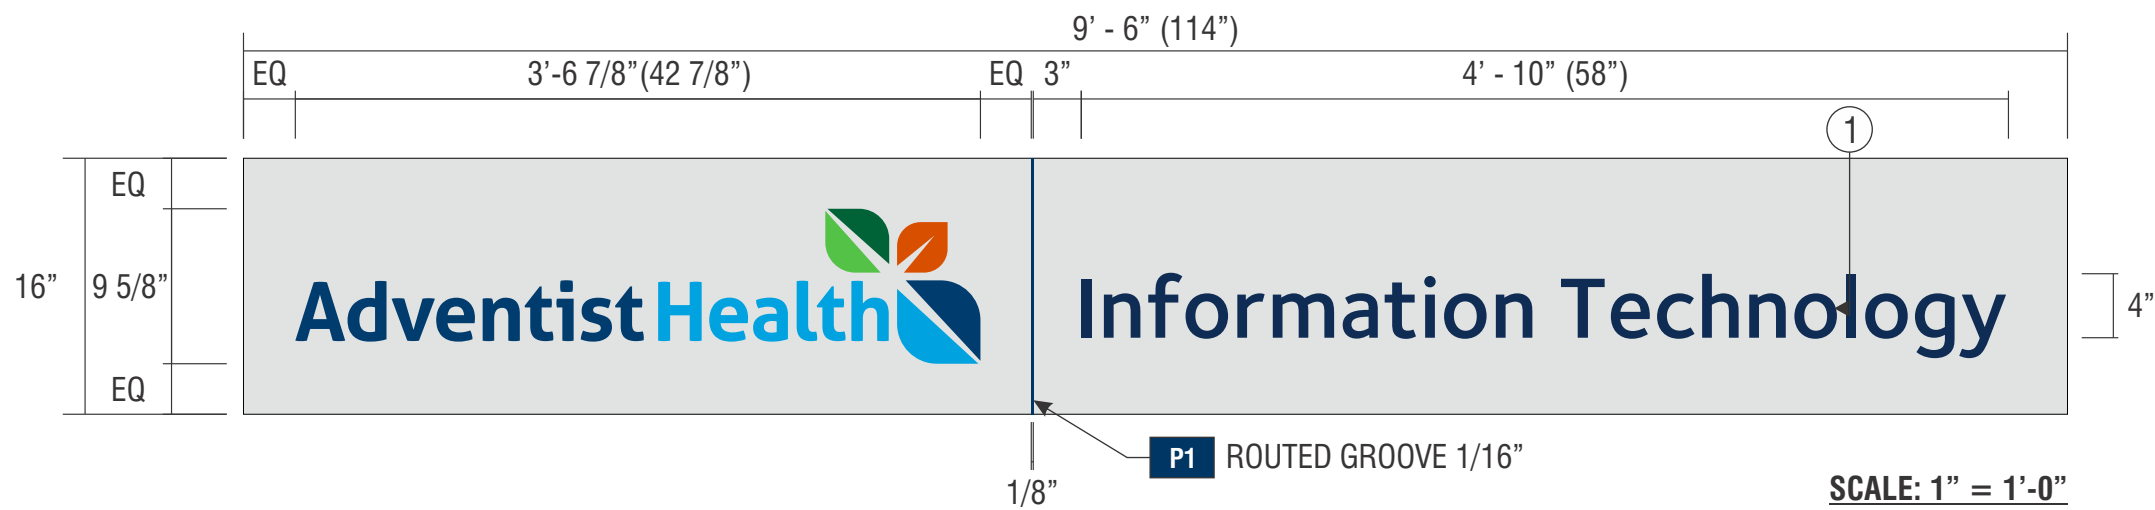 9’ - 6” (114”)
EQ 3’-6 7/8”(42 7/8”) EQ 3” 4’ - 10” (58”)
1
EQ
16” 9 5/8” 4”
Adventist Health Information Technology
EQ
P1 ROUTED GROOVE 1/16”
1/8”
SCALE: 1” = 1’-0”